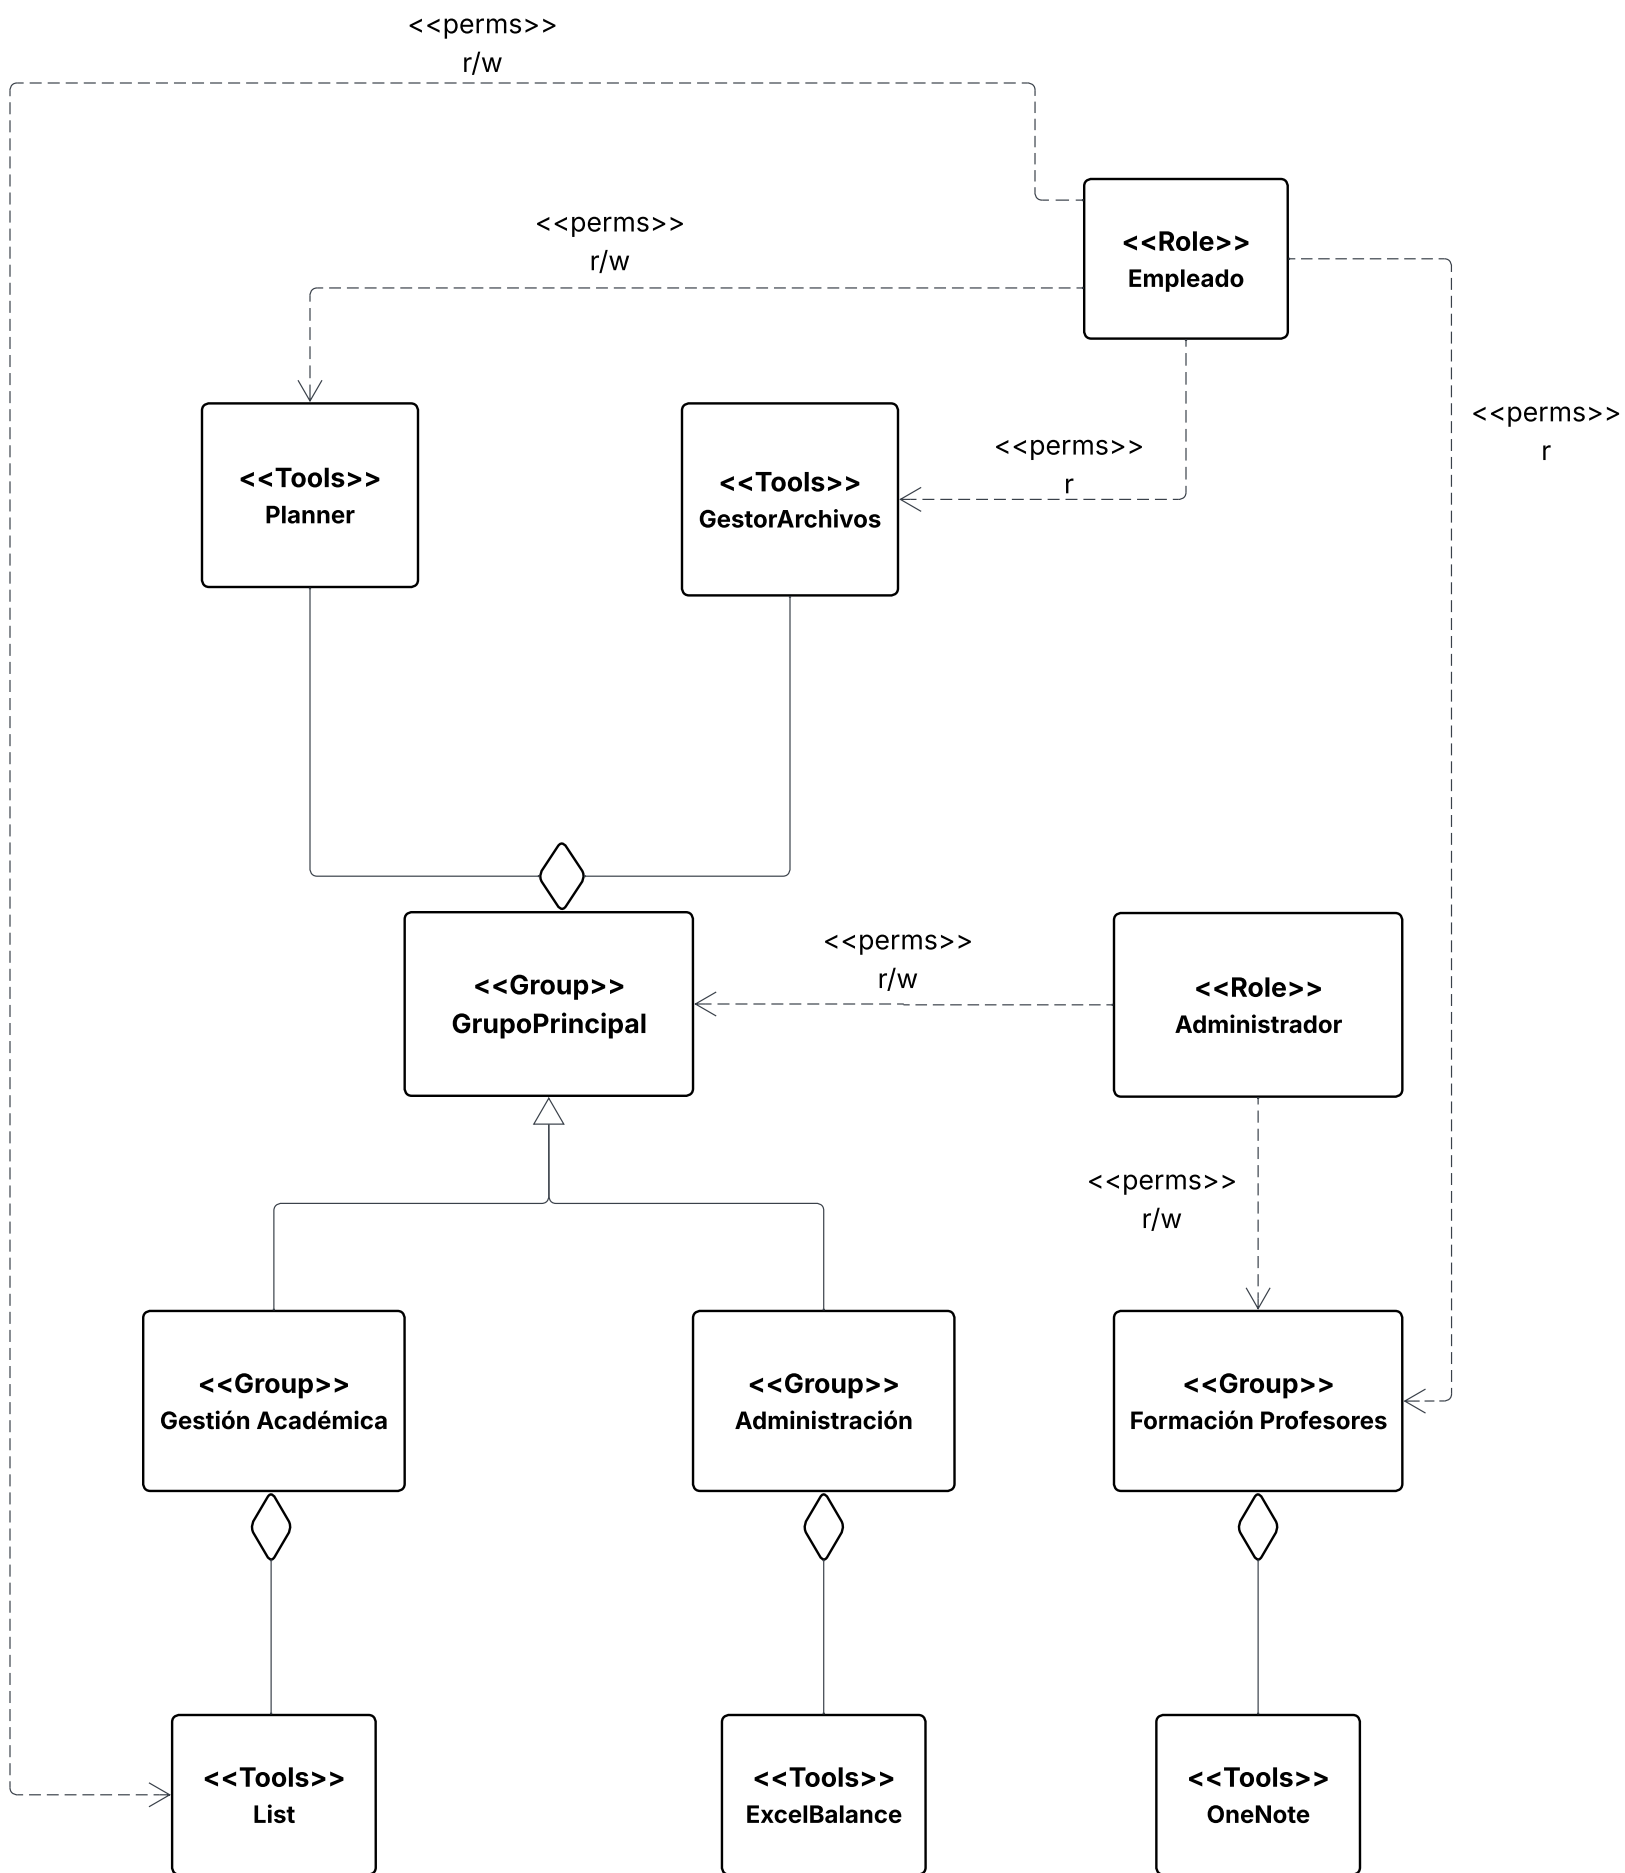 <<perms>>
r/w
<<perms>>
r/w
<<Role>>
Empleado
<<perms>>
r
<<perms>>
r
<<Tools>>
Planner
<<Tools>>
GestorArchivos
<<perms>>
r/w
<<Group>>
GrupoPrincipal
<<Role>>
Administrador
<<perms>>
r/w
<<Group>>
Gestión Académica
<<Group>>
Administración
<<Group>>
Formación Profesores
<<Tools>>
List
<<Tools>>
ExcelBalance
<<Tools>>
OneNote